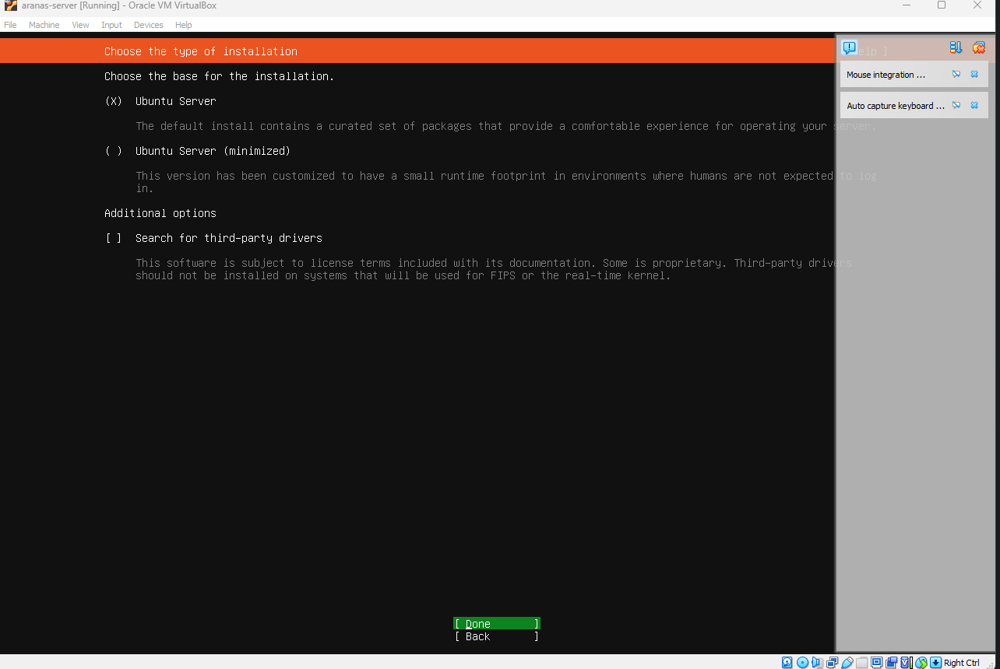 aranas-server [Running] - Oracle VM VirtualBox
File Machine View Input Devices Help
Choose the type of installation
elp ]
Choose the base for the installation.
(X) Ubuntu Server
The default install contains a curated set of packages that provide a comfortable experience for operating your server.
( ) Ubuntu Server (minimized)
This version has been customized to have a small runtime footprint in environments where humans are not expected to log
in.
Additional options
[ ] Search for third-party drivers
This software is subject to license terms included with its documentation. Some is proprietary. Third-party drivers
should not be installed on systems that will be used for FIPS or the real-time kernel.
Mouse integration ...
Auto capture keyboard ...
[ Done ]
[ Back ]
Right Ctrl